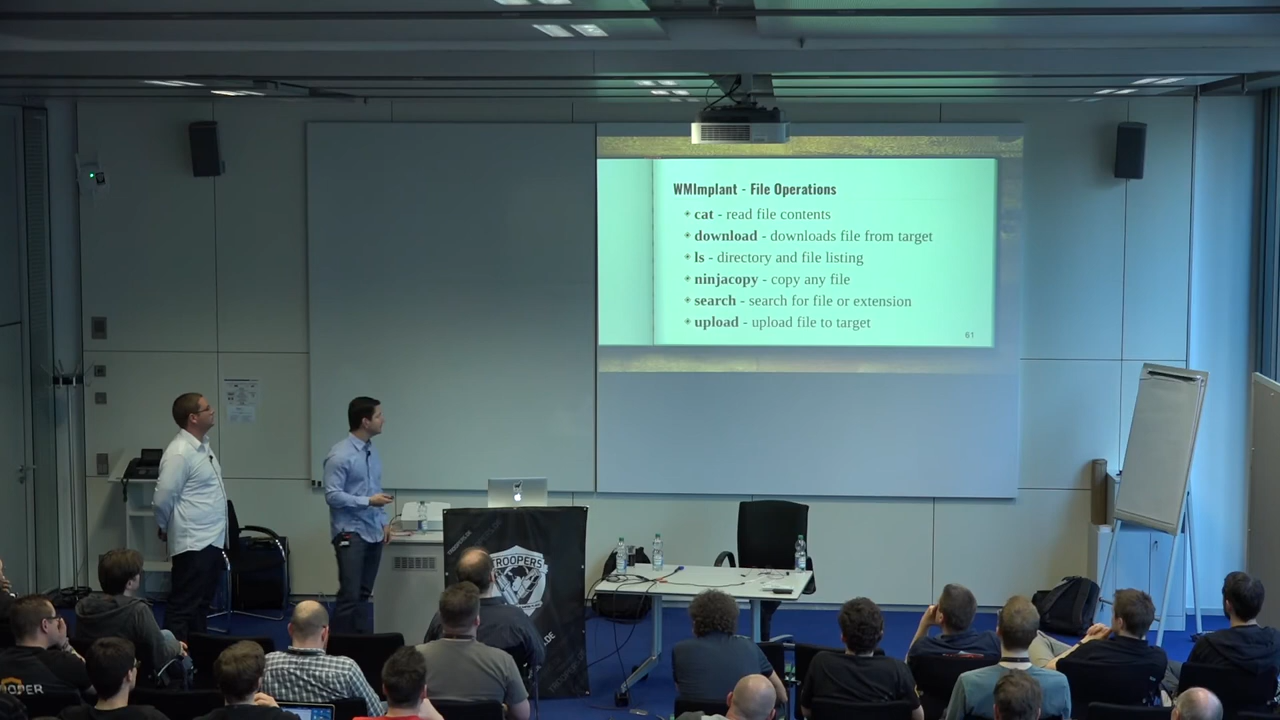 WMImplant - File Operations
* cat - read file contents
* download - downloads file from target
* ls - directory and file listing
* ninjacopy - copy any file
* search - search for file or extension
* upload - upload file to target
61
TROOPERS
OOPER